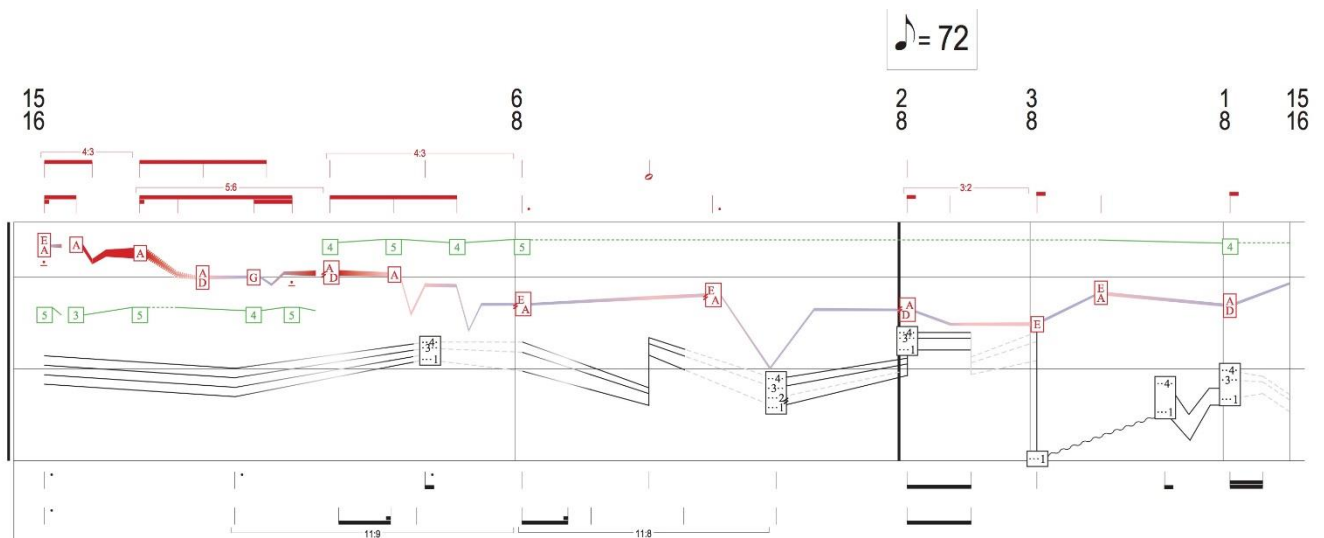 ♪= 72
15 6 2 3 1 15
16 8 8 8 8 16
4:3 4:3
5:6 3:2
E A A A A D G A D A
4 5 4 5 4
E A E A A D E E A A D
5 3 5 4 5
··4 3 ···1
··4 3·· ···2 ···1
··4 3· ···1
··4 ···1
··4 ·3·· ···1
···1
11:9 11:8